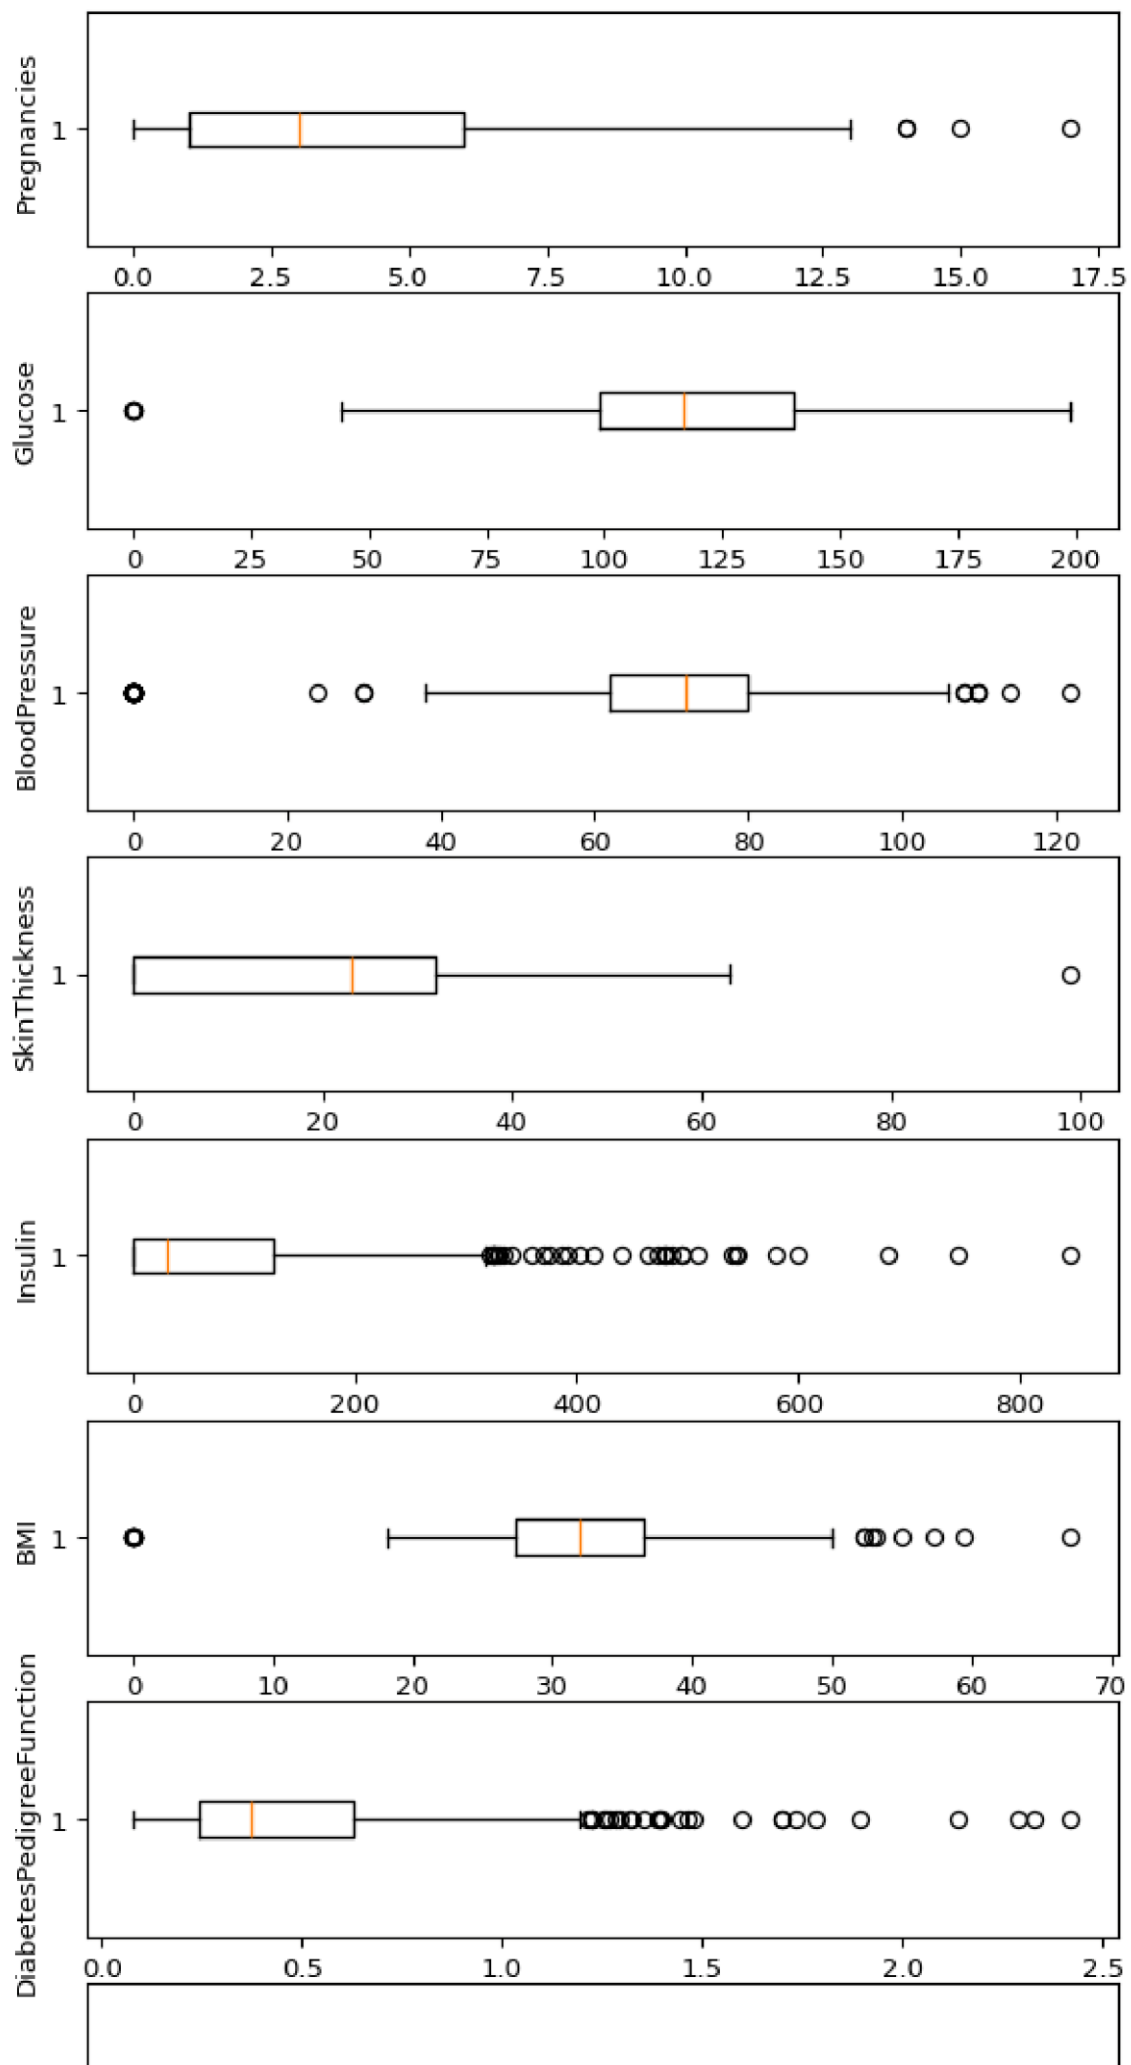 Pregnancies
1
0.0 2.5 5.0 7.5 10.0 12.5 15.0 17.5
Glucose
1
0 25 50 75 100 125 150 175 200
BloodPressure
1
0 20 40 60 80 100 120
SkinThickness
1
0 20 40 60 80 100
Insulin
1
0 200 400 600 800
BMI
1
0 10 20 30 40 50 60 70
DiabetesPedigreeFunction
1
0.0 0.5 1.0 1.5 2.0 2.5